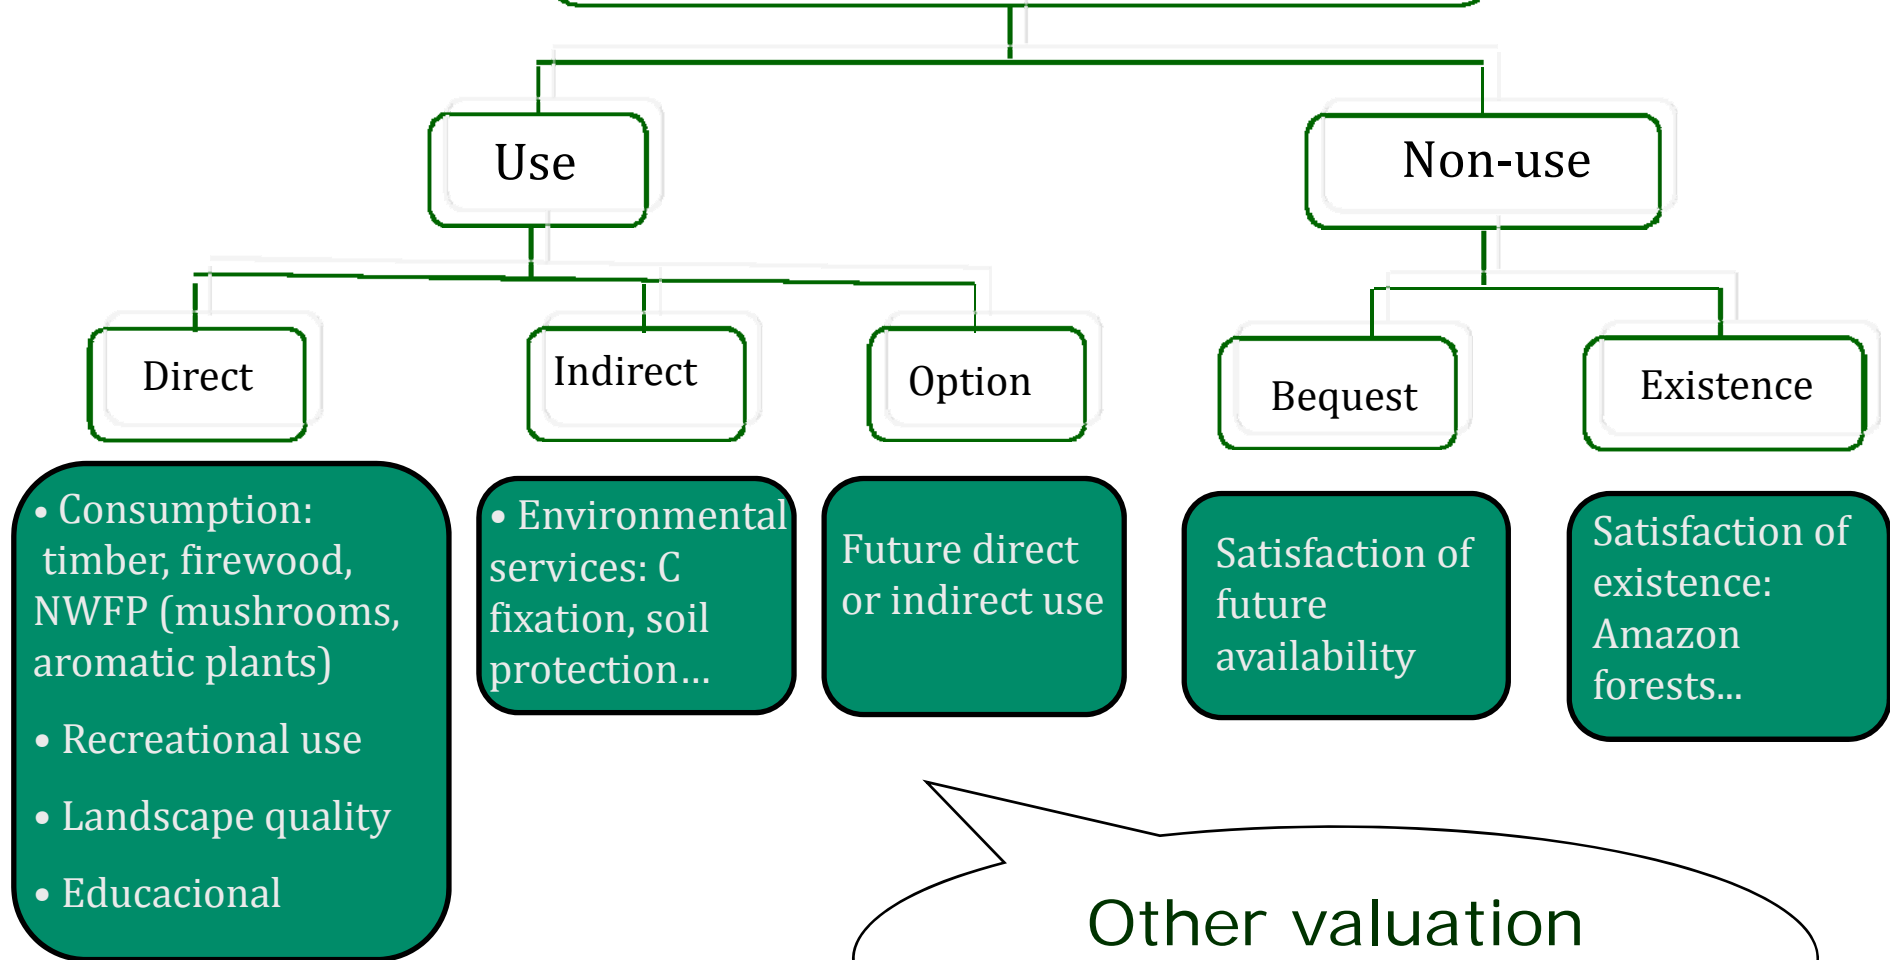 Use
Non-use
Direct
Indirect
Option
Bequest
Existence
• Consumption:
timber, firewood,
NWFP (mushrooms,
aromatic plants)
• Recreational use
• Landscape quality
• Educacional
• Environmental
services: C
fixation, soil
protection…
Future direct
or indirect use
Satisfaction of
future
availability
Satisfaction of
existence:
Amazon
forests...
Other valuation